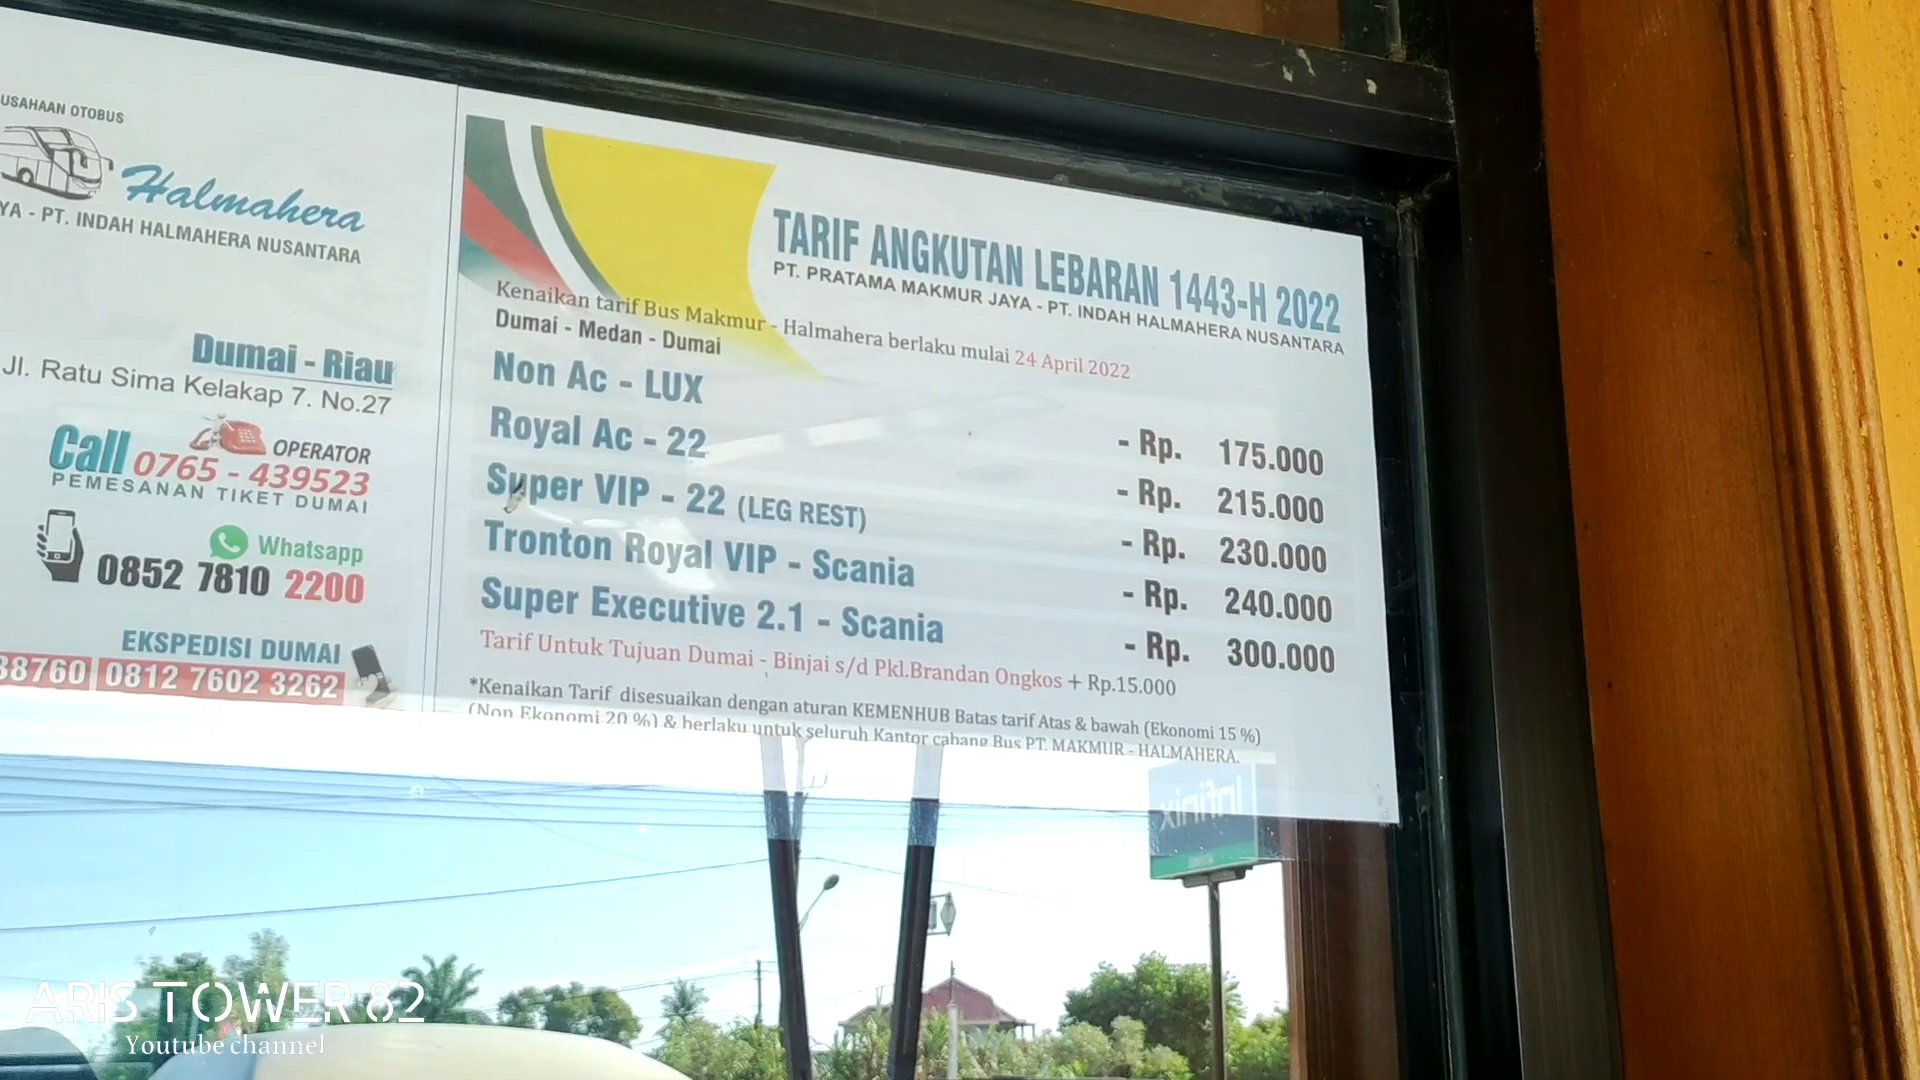 USAHAAN OTOBUS
Halmahera
YA - PT. INDAH HALMAHERA NUSANTARA
Dumai - Riau
Jl. Ratu Sima Kelakap 7. No.27
Call OPERATOR
0765 - 439523
PEMESANAN TIKET DUMAI
Whatsapp
0852 7810 2200
EKSPEDISI DUMAI
38760 0812 7602 3262
TARIF ANGKUTAN LEBARAN 1443-H 2022
PT. PRATAMA MAKMUR JAYA - PT. INDAH HALMAHERA NUSANTARA
Kenaikan tarif Bus Makmur - Halmahera berlaku mulai 24 April 2022
Dumai - Medan - Dumai
Non Ac - LUX - Rp. 175.000
Royal Ac - 22 - Rp. 215.000
Super VIP - 22 (LEG REST) - Rp. 230.000
Tronton Royal VIP - Scania - Rp. 240.000
Super Executive 2.1 - Scania - Rp. 300.000
Tarif Untuk Tujuan Dumai - Binjai s/d Pkl.Brandan Ongkos + Rp.15.000
*Kenaikan Tarif disesuaikan dengan aturan KEMENHUB Batas tarif Atas & bawah (Ekonomi 15 %)
(Non Ekonomi 20 %) & berlaku untuk seluruh Kantor cabang Bus PT. MAKMUR - HALMAHERA.
Infinix
ARIS TOWER 82
Youtube channel